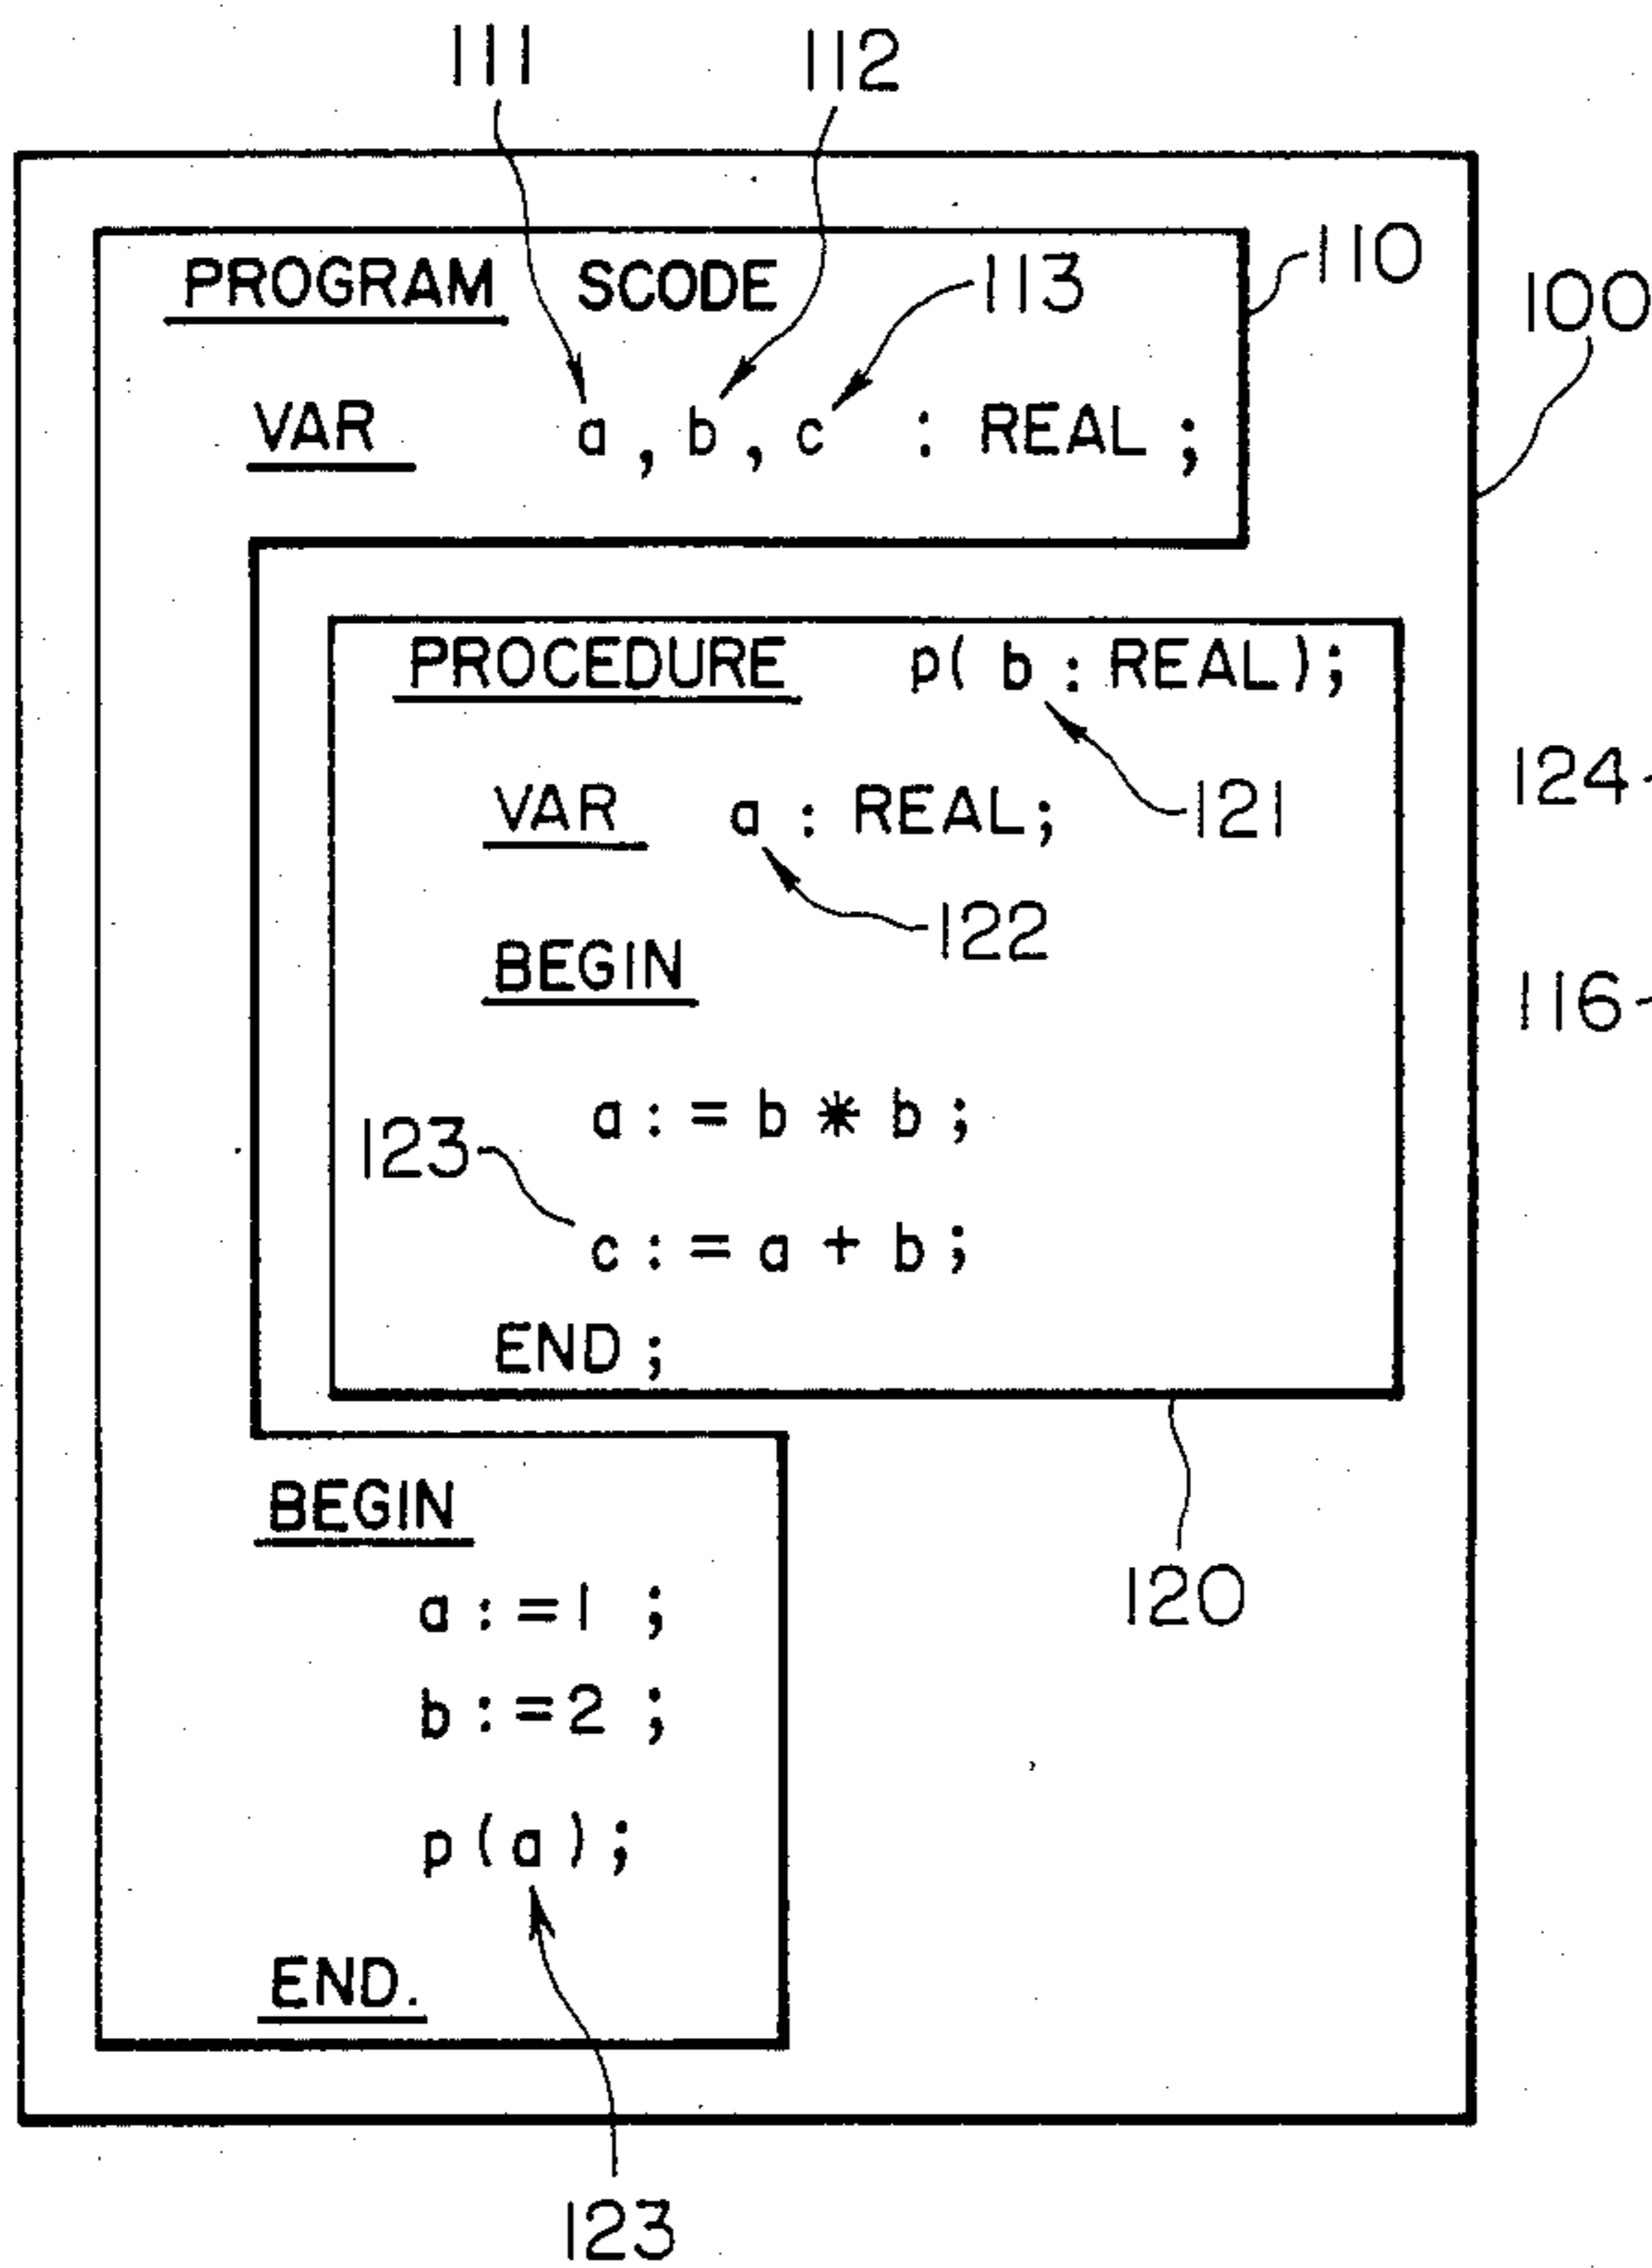 111 112
PROGRAM SCODE 113 110
100
VAR a , b , c : REAL ;
PROCEDURE p( b : REAL ) ;
124
VAR a : REAL; 121
122
BEGIN
116
a : = b * b ;
123
c : = a + b ;
END ;
BEGIN
120
a : = 1 ;
b : = 2 ;
p ( a ) ;
END.
123